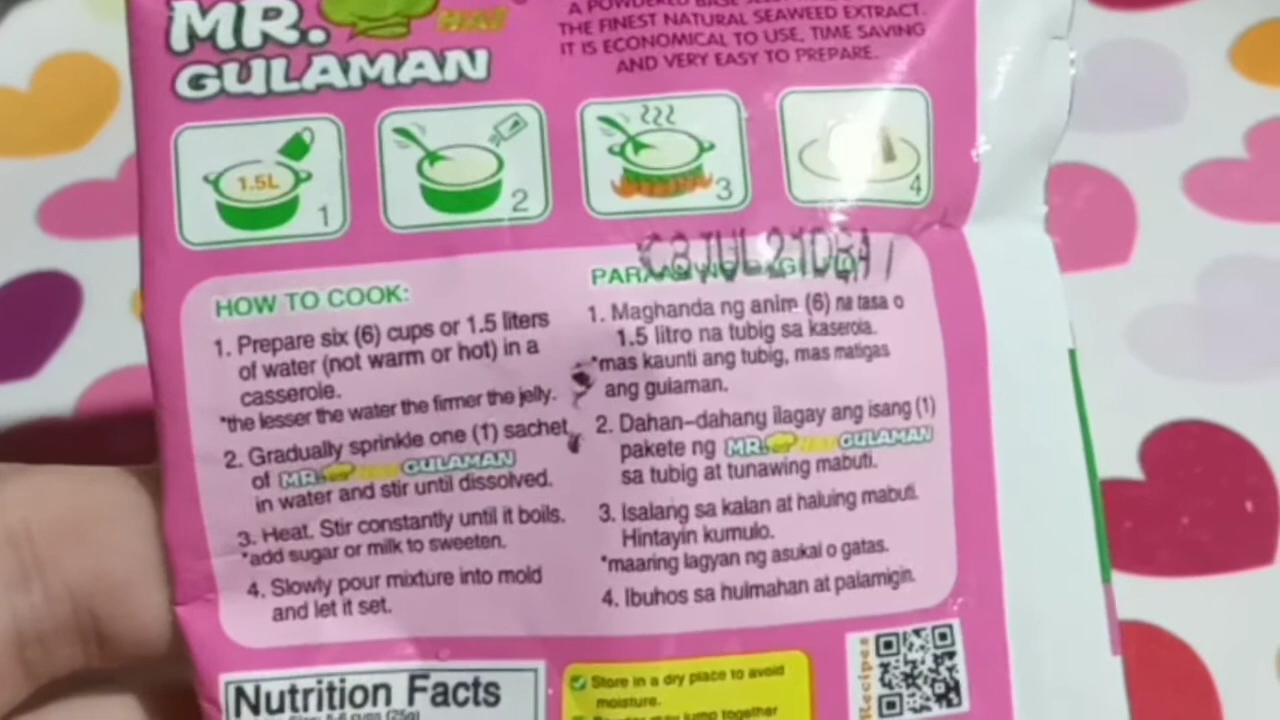 MR.
GULAMAN
A POWDERED
THE FINEST NATURAL SEAWEED EXTRACT.
IT IS ECONOMICAL TO USE, TIME SAVING
AND VERY EASY TO PREPARE.
1.5L
1
2
3
4
HOW TO COOK:
1. Prepare six (6) cups or 1.5 liters
of water (not warm or hot) in a
casserole.
*the lesser the water the firmer the jelly.
2. Gradually sprinkle one (1) sachet
of MR. GULAMAN
in water and stir until dissolved.
3. Heat. Stir constantly until it boils.
*add sugar or milk to sweeten.
4. Slowly pour mixture into mold
and let it set.
1. Maghanda ng anim (6) na tasa o
1.5 litro na tubig sa kaserola.
*mas kaunti ang tubig, mas matigas
ang gulaman.
2. Dahan-dahang ilagay ang isang (1)
pakete ng MR. GULAMAN
sa tubig at tunawing mabuti.
3. Isalang sa kalan at haluing mabuti.
Hintayin kumulo.
*maaring lagyan ng asukal o gatas.
4. Ibuhos sa hulmahan at palamigin.
Nutrition Facts
(25g)
Store in a dry place to avoid
moisture.
jump together
Recipes